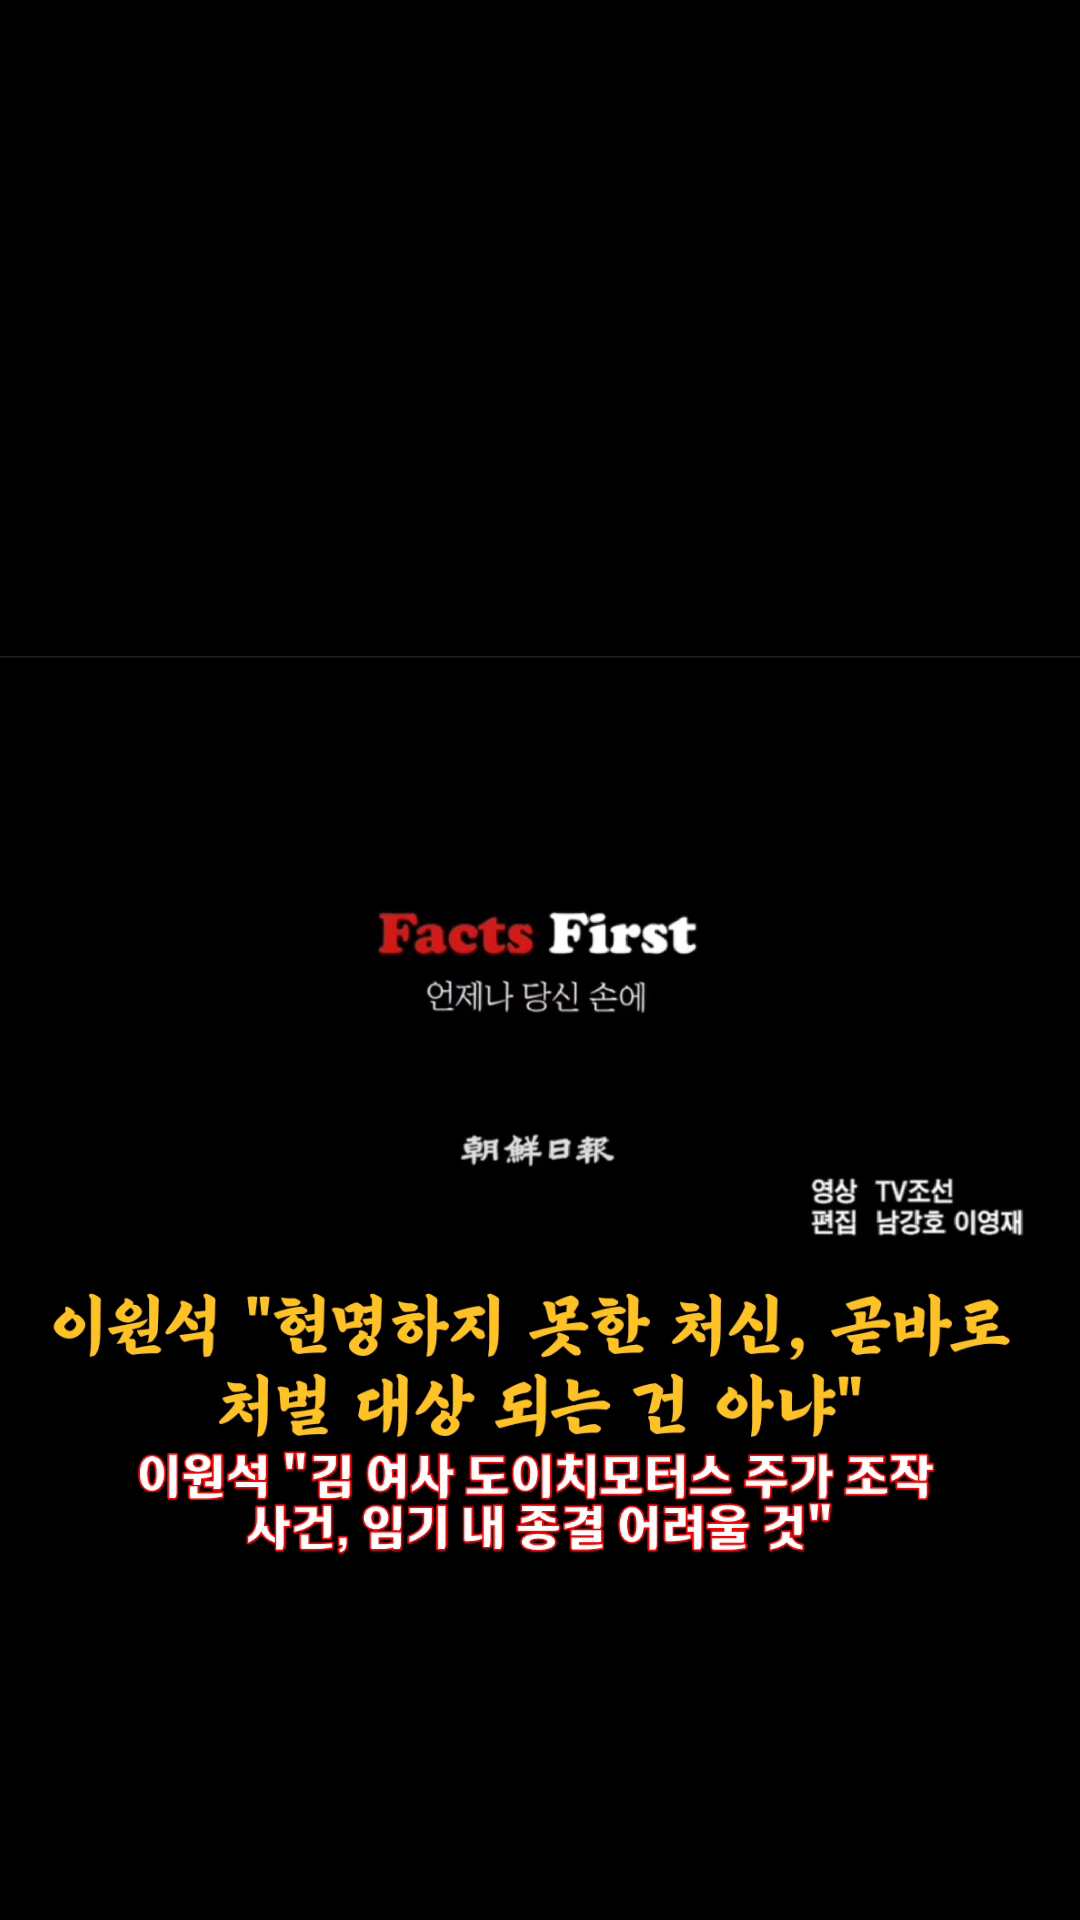 Facts First
언제나 당신 손에
朝鮮日報
영상 TV조선
편집 남강호 이영재
이원석 "현명하지 못한 처신, 곧바로
처벌 대상 되는 건 아냐"
이원석 "김 여사 도이치모터스 주가 조작
사건, 임기 내 종결 어려울 것"